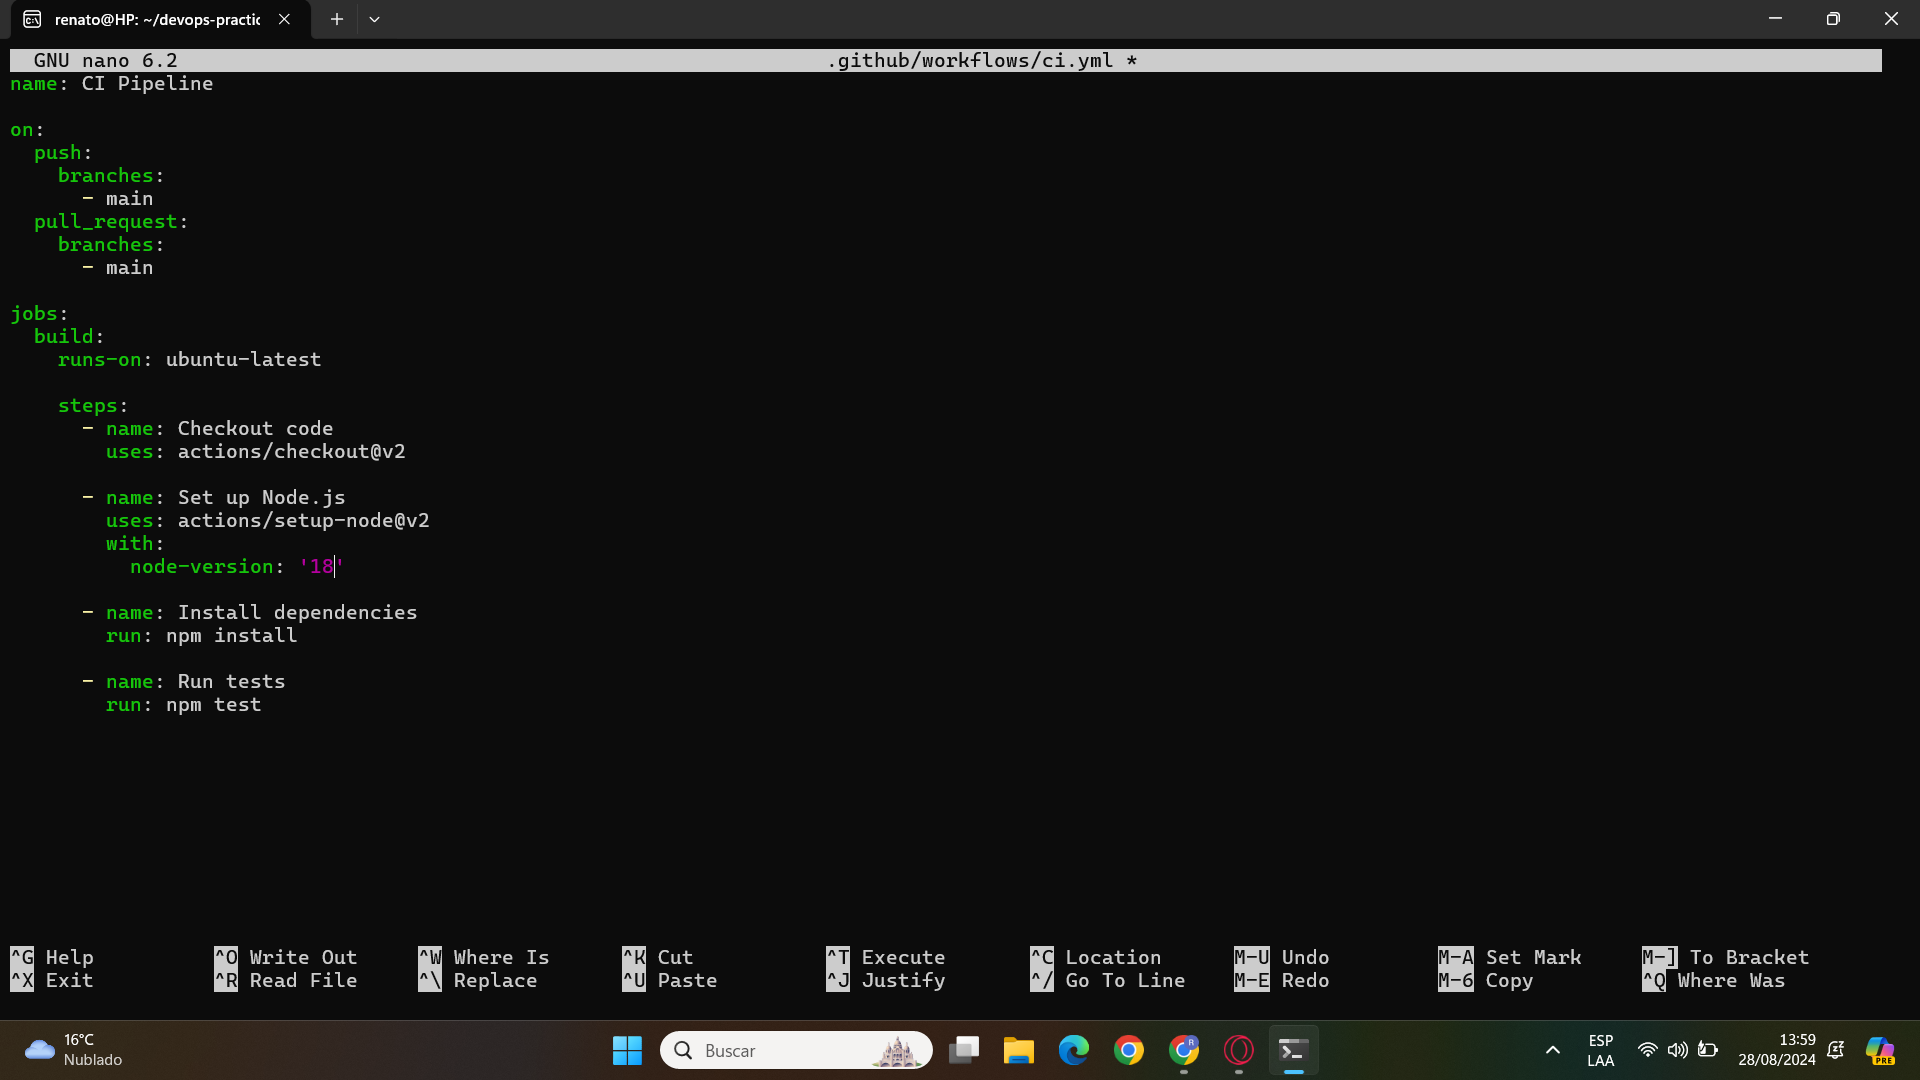 renato@HP: ~/devops-practic
GNU nano 6.2 .github/workflows/ci.yml *
name: CI Pipeline
on:
push:
branches:
- main
pull_request:
branches:
- main
jobs:
build:
runs-on: ubuntu-latest
steps:
- name: Checkout code
uses: actions/checkout@v2
- name: Set up Node.js
uses: actions/setup-node@v2
with:
node-version: '18'
- name: Install dependencies
run: npm install
- name: Run tests
run: npm test
^G Help ^O Write Out ^W Where Is ^K Cut ^T Execute ^C Location M-U Undo M-A Set Mark M-] To Bracket
^X Exit ^R Read File ^\ Replace ^U Paste ^J Justify ^/ Go To Line M-E Redo M-6 Copy ^Q Where Was
16°C
Nublado
Buscar
R
ESP
LAA
13:59
28/08/2024
PRE